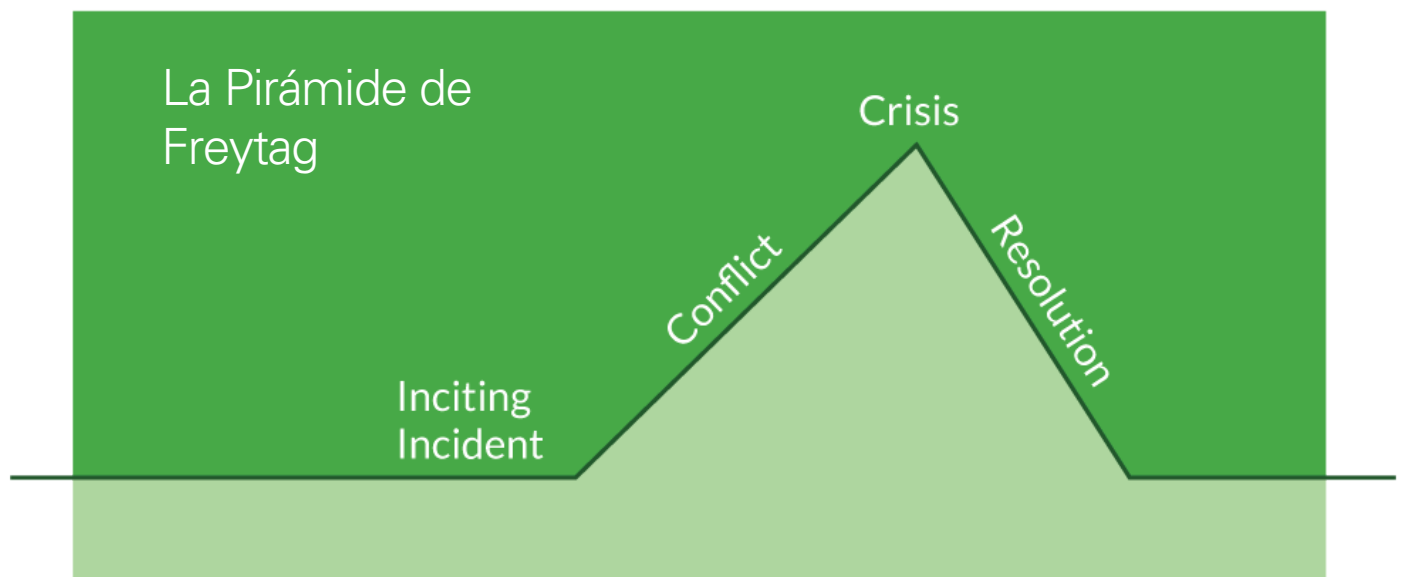 La Pirámide de
Freytag
Crisis
Conflict
Resolution
Inciting
Incident